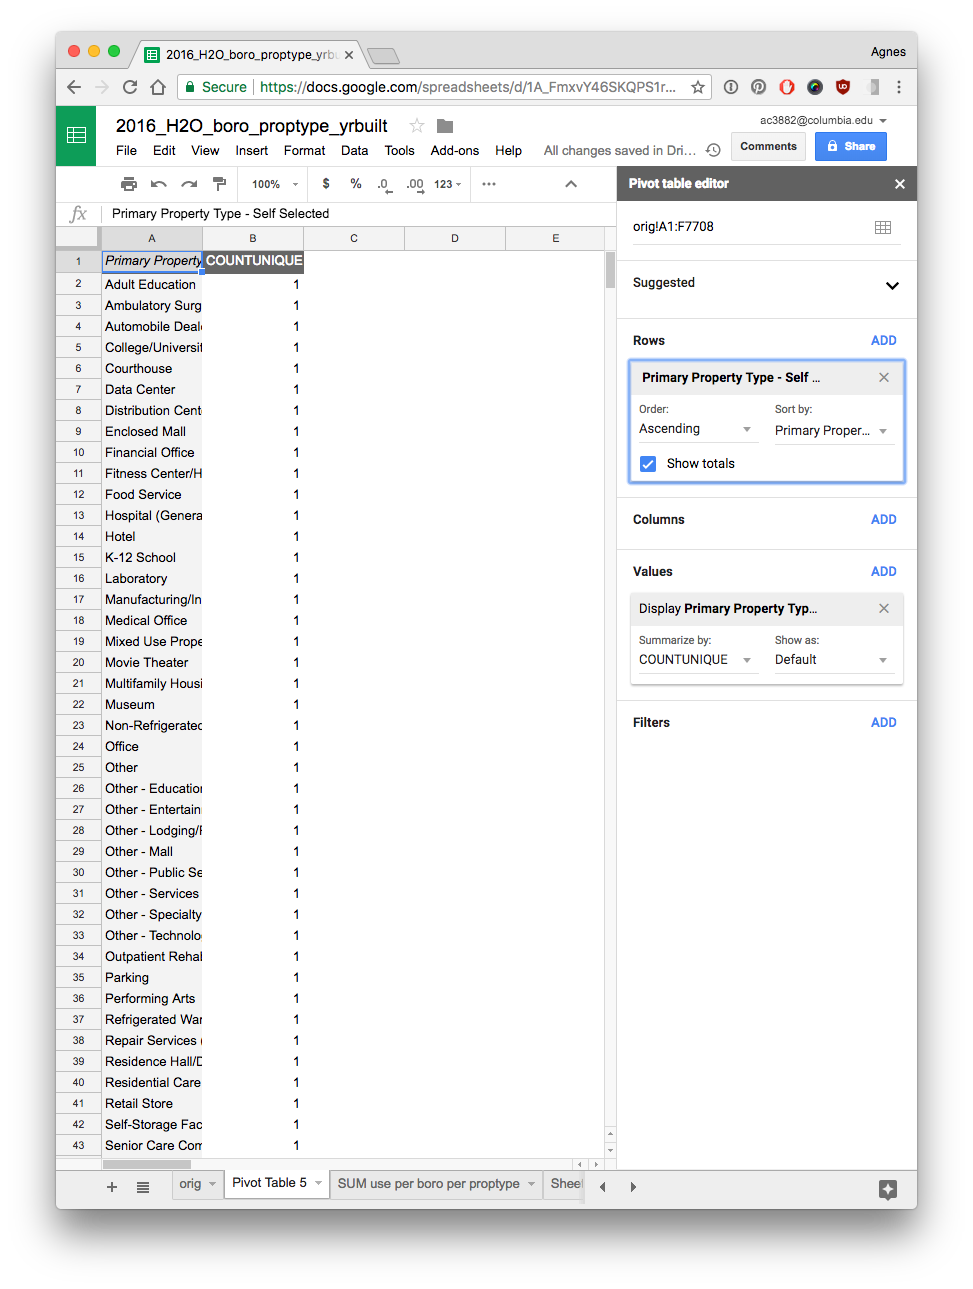 2016_H2O_boro_proptype_yrbu
Agnes
Secure
https://docs.google.com/spreadsheets/d/1A_FmxvY46SKQPS1r...
2016_H2O_boro_proptype_yrbuilt
ac3882@columbia.edu
File Edit View Insert Format Data Tools Add-ons Help All changes saved in Dri...
Comments
Share
100% $ % .0 .00 123
Pivot table editor
fx Primary Property Type - Self Selected
orig!A1:F7708
A B C D E
1 Primary Property COUNTUNIQUE
2 Adult Education 1
3 Ambulatory Surg 1
4 Automobile Deal 1
5 College/Universit 1
6 Courthouse 1
7 Data Center 1
8 Distribution Cent 1
9 Enclosed Mall 1
10 Financial Office 1
11 Fitness Center/H 1
12 Food Service 1
13 Hospital (Genera 1
14 Hotel 1
15 K-12 School 1
16 Laboratory 1
17 Manufacturing/In 1
18 Medical Office 1
19 Mixed Use Prope 1
20 Movie Theater 1
21 Multifamily Housi 1
22 Museum 1
23 Non-Refrigerated 1
24 Office 1
25 Other 1
26 Other - Education 1
27 Other - Entertain 1
28 Other - Lodging/R 1
29 Other - Mall 1
30 Other - Public Se 1
31 Other - Services 1
32 Other - Specialty 1
33 Other - Technolo 1
34 Outpatient Rehal 1
35 Parking 1
36 Performing Arts 1
37 Refrigerated War 1
38 Repair Services ( 1
39 Residence Hall/D 1
40 Residential Care 1
41 Retail Store 1
42 Self-Storage Fac 1
43 Senior Care Com 1
Suggested
Rows ADD
Primary Property Type - Self ...
Order: Sort by:
Ascending Primary Proper...
Show totals
Columns ADD
Values ADD
Display Primary Property Typ...
Summarize by: Show as:
COUNTUNIQUE Default
Filters ADD
orig Pivot Table 5 SUM use per boro per proptype Sheet